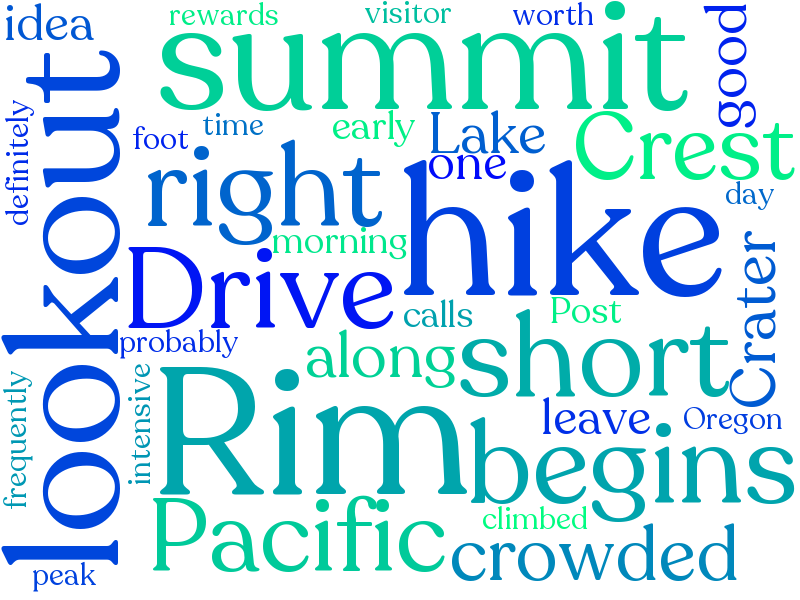 rewards visitor worth
idea summit good
definitely foot time early Lake Crest
lookout right one hike day
morning
Drive calls Post Crater
probably along short
frequently intensive Rim leave Oregon
begins
Pacific climbed
crowded
peak